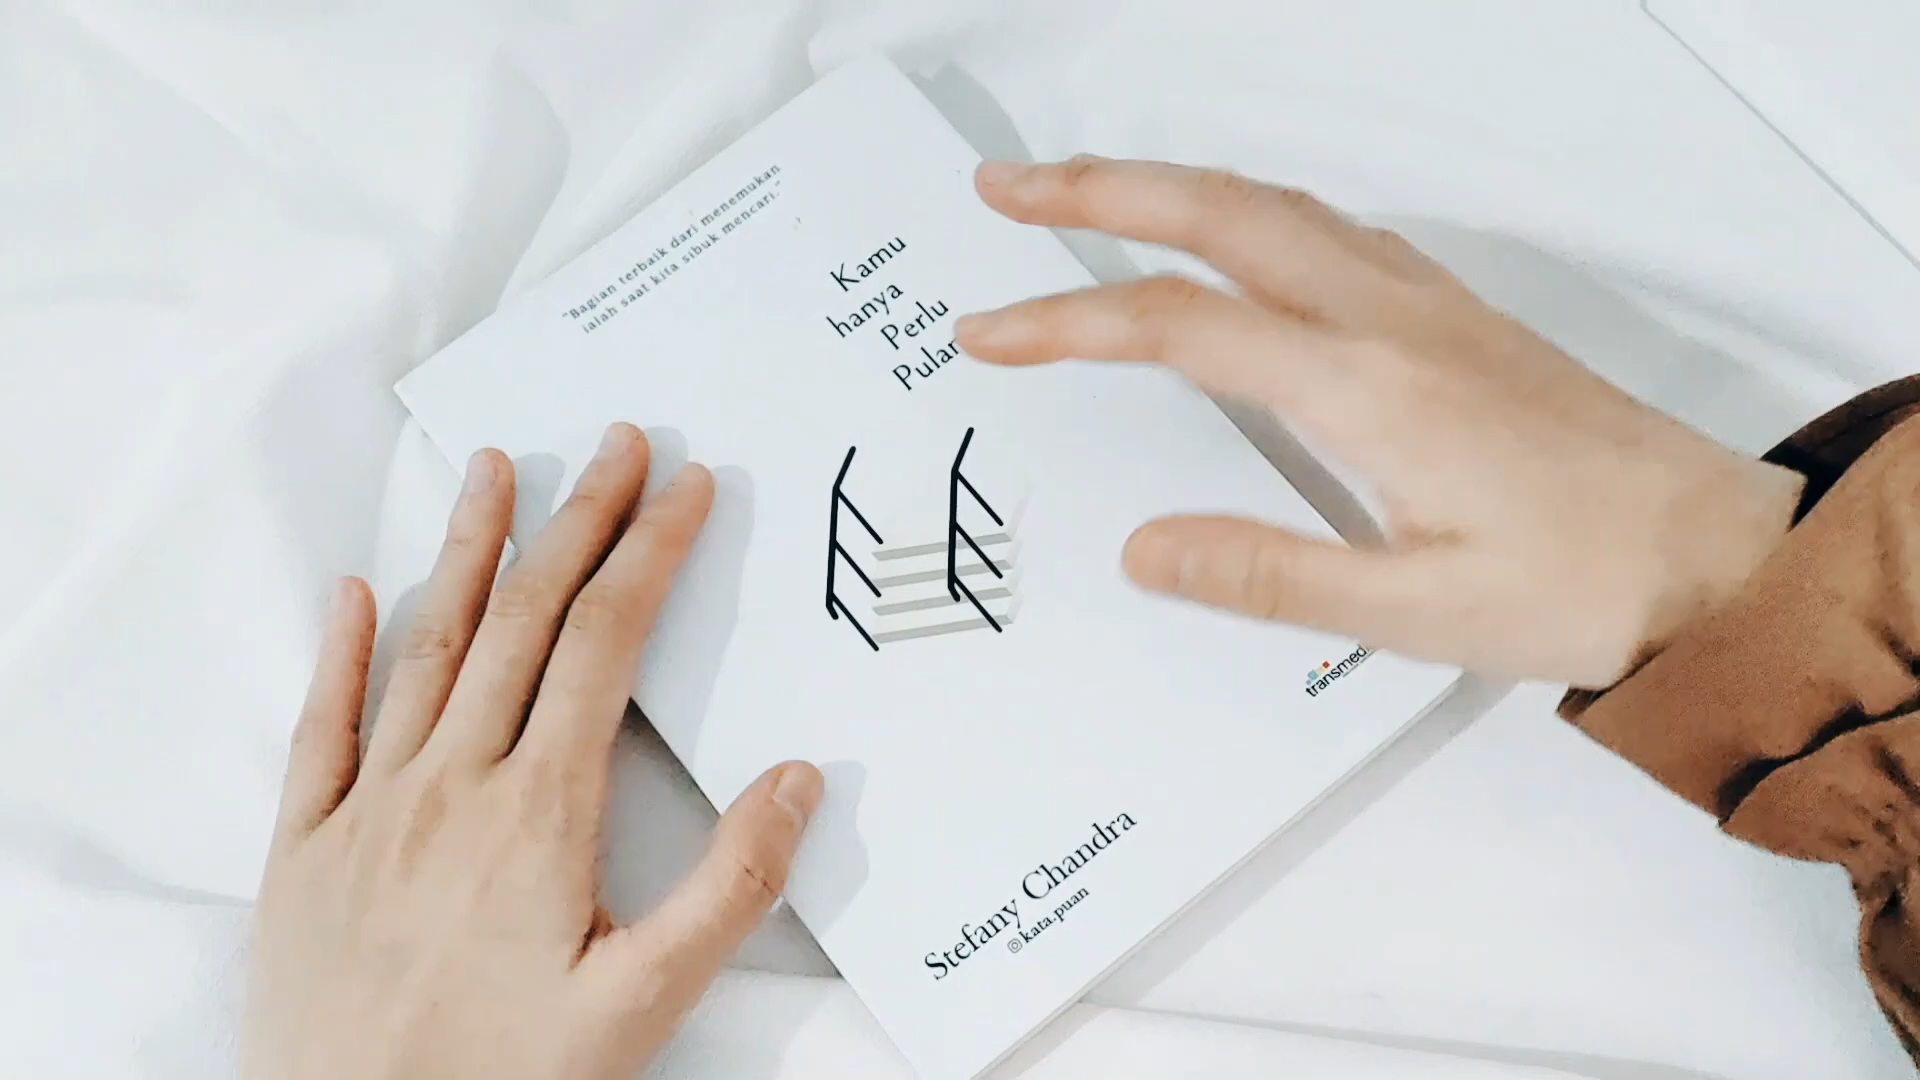 "Bagian terbaik dari menemukan
ialah saat kita sibuk mencari."
Kamu
hanya
Perlu
Stefany Chandra
kata.puan